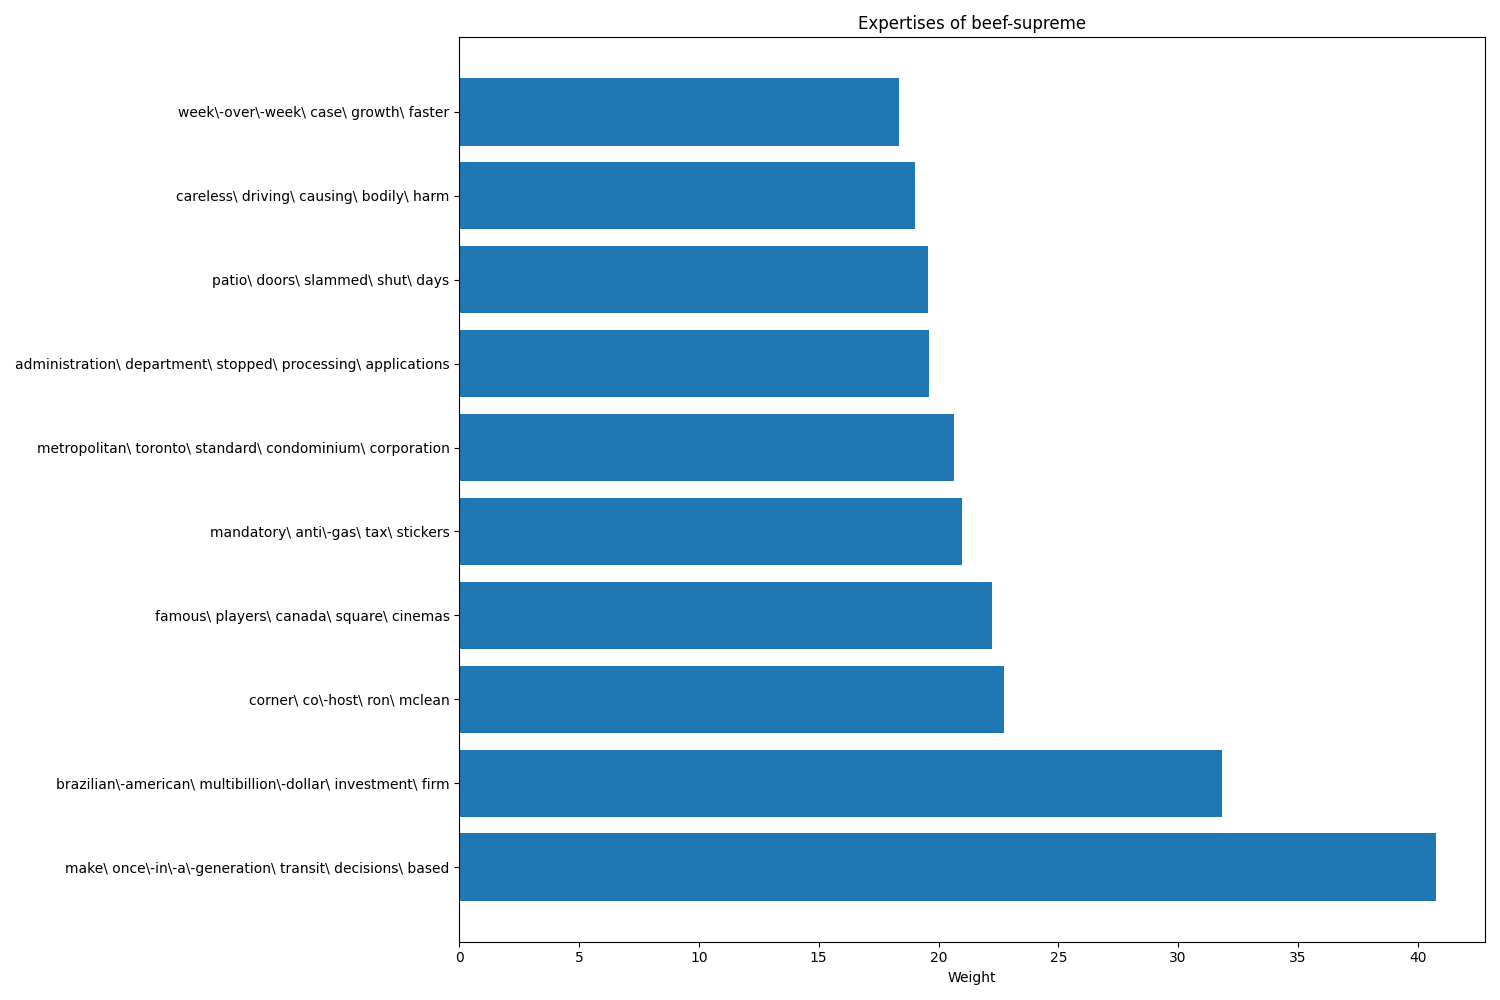 Expertises of beef-supreme
week\-over\-week\ case\ growth\ faster
careless\ driving\ causing\ bodily\ harm
patio\ doors\ slammed\ shut\ days
administration\ department\ stopped\ processing\ applications
metropolitan\ toronto\ standard\ condominium\ corporation
mandatory\ anti\-gas\ tax\ stickers
famous\ players\ canada\ square\ cinemas
corner\ co\-host\ ron\ mclean
brazilian\-american\ multibillion\-dollar\ investment\ firm
make\ once\-in\-a\-generation\ transit\ decisions\ based
0 5 10 15 20 25 30 35 40
Weight